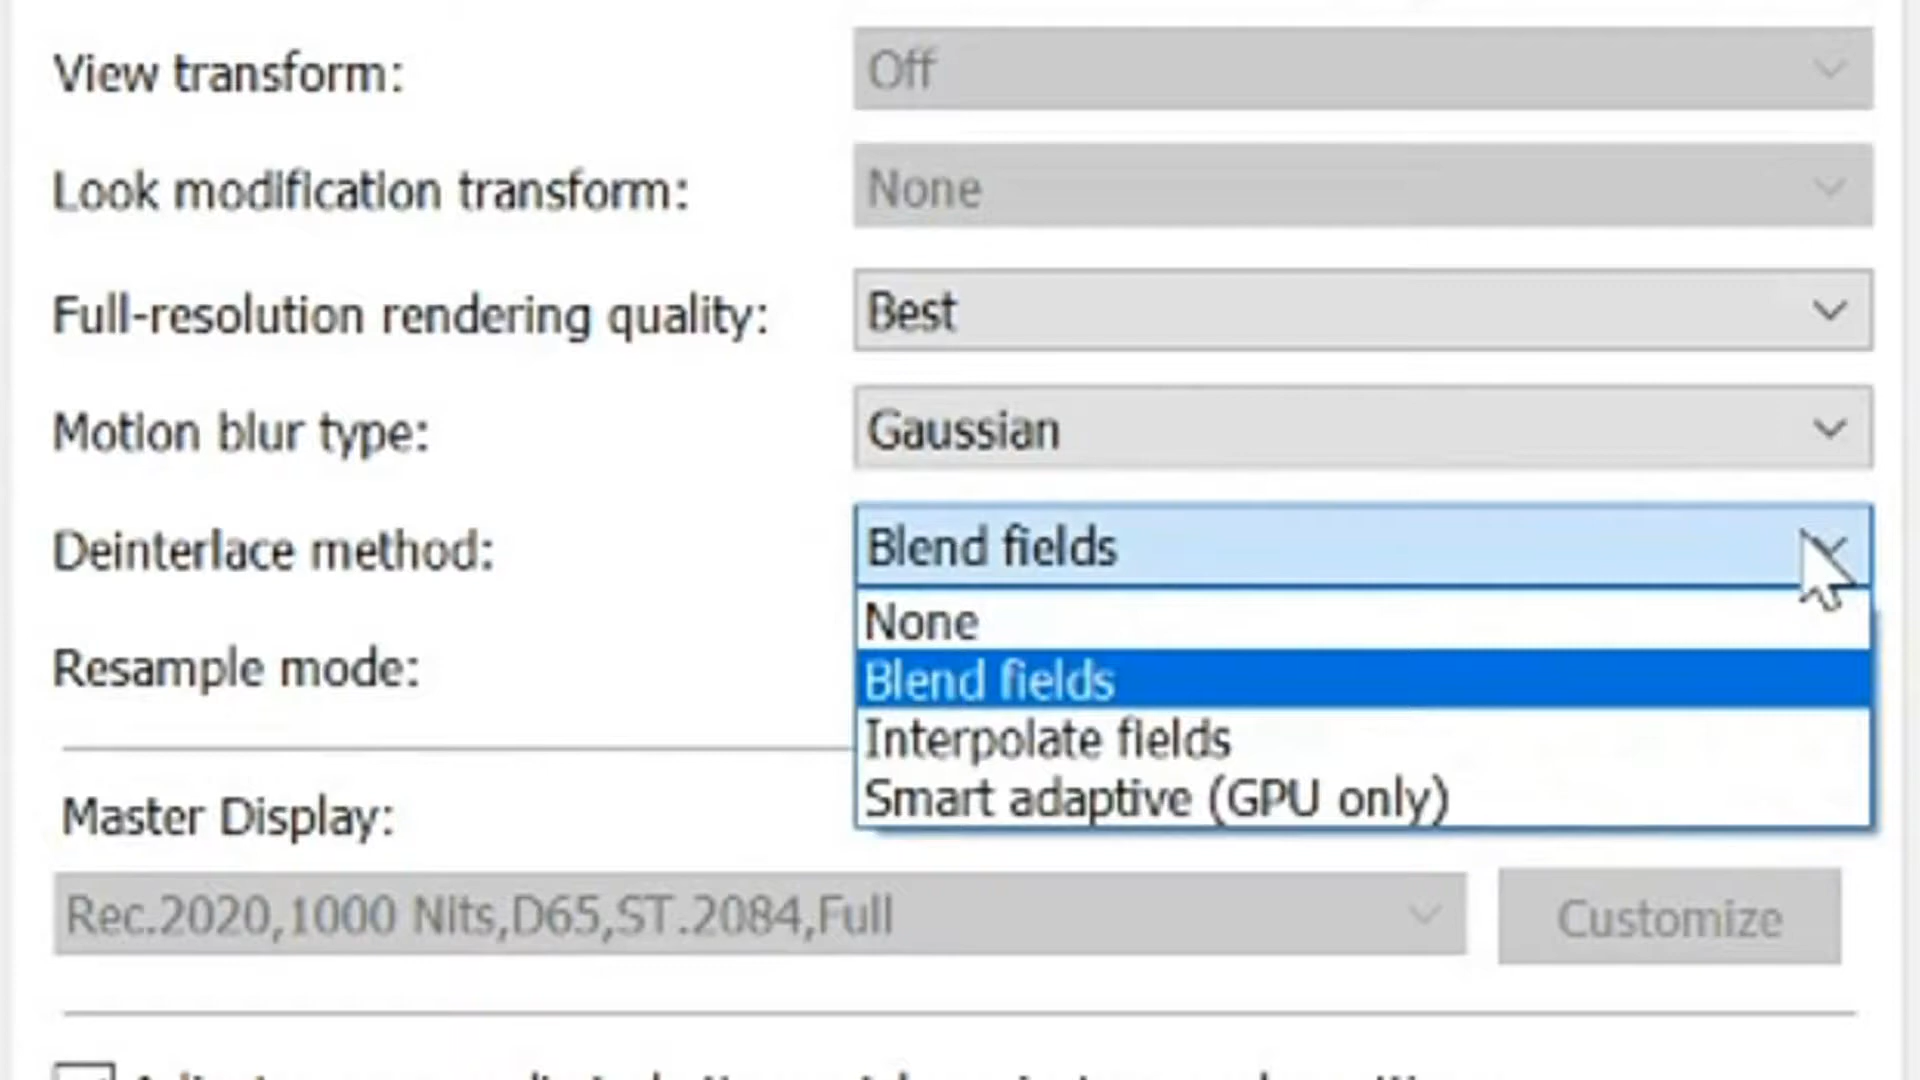 View transform: Off
Look modification transform: None
Full-resolution rendering quality: Best
Motion blur type: Gaussian
Deinterlace method: Blend fields
None
Blend fields
Resample mode:
Interpolate fields
Smart adaptive (GPU only)
Master Display:
Rec.2020,1000 Nits,D65,ST.2084,Full Customize